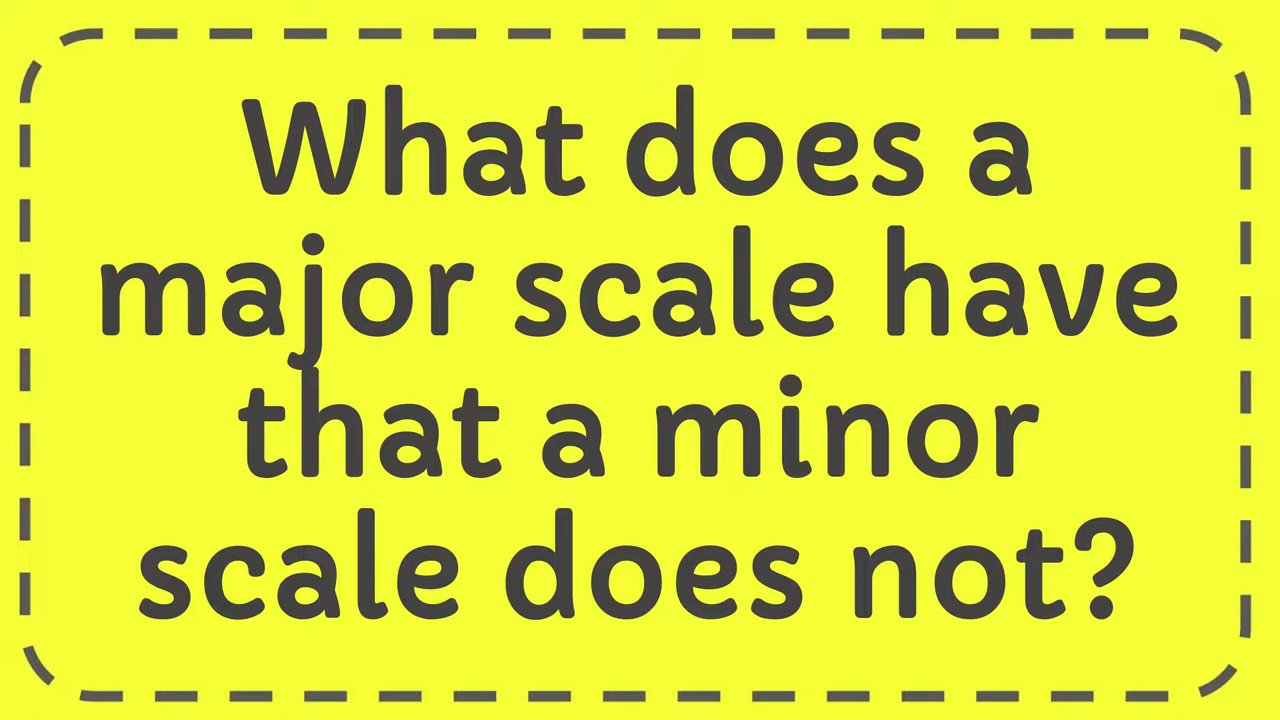 What does a
major scale have
that a minor
scale does not?